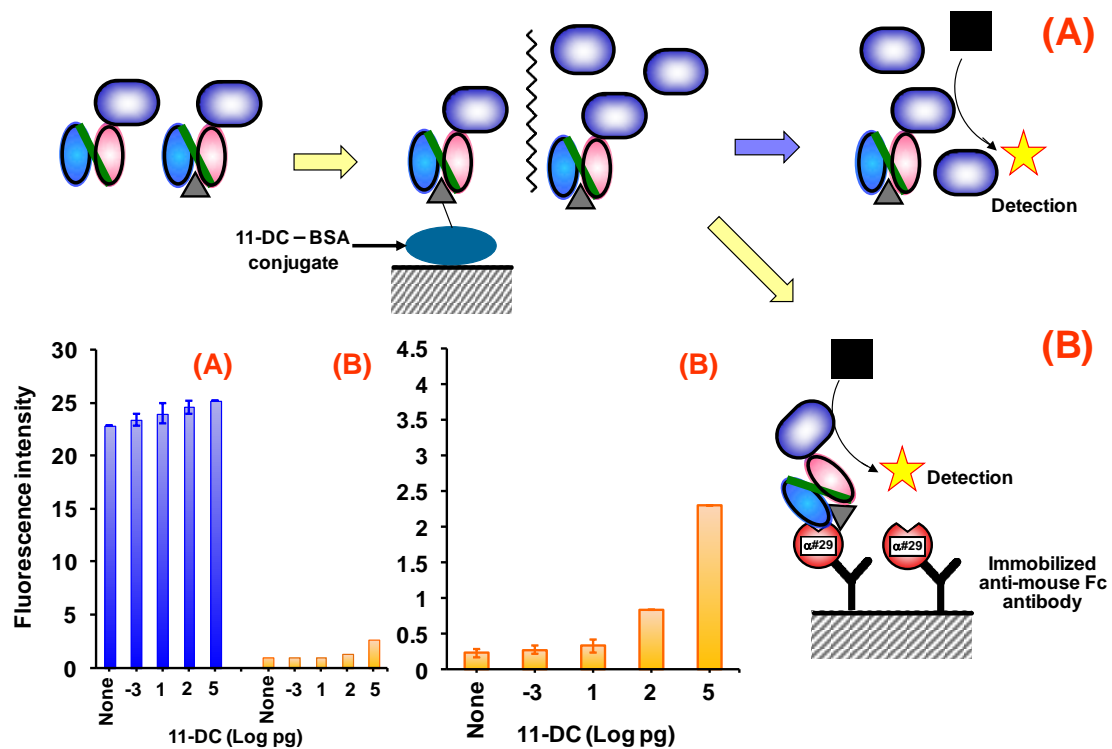 (A)
Detection
11-DC – BSA
conjugate
(B)
Detection
α#29
α#29
Immobilized
anti-mouse Fc
antibody
Fluorescence intensity
30
25
20
15
10
5
0
(A)
(B)
None
-3
1
2
5
None
-3
1
2
5
11-DC (Log pg)
4.5
4
3.5
3
2.5
2
1.5
1
0.5
0
(B)
None
-3
1
2
5
11-DC (Log pg)